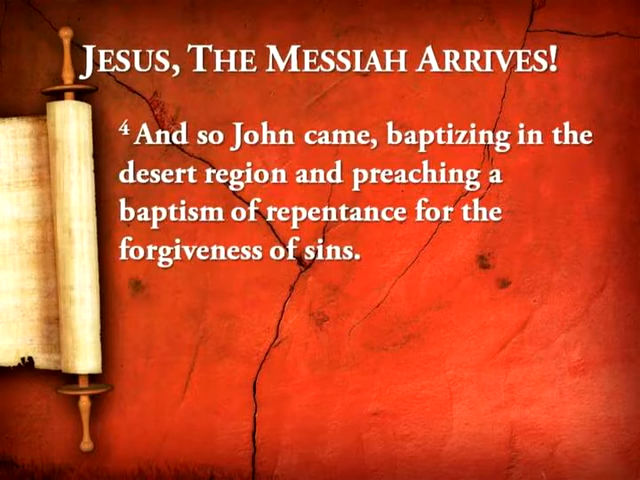 JESUS, THE MESSIAH ARRIVES!
4 And so John came, baptizing in the
desert region and preaching a
baptism of repentance for the
forgiveness of sins.